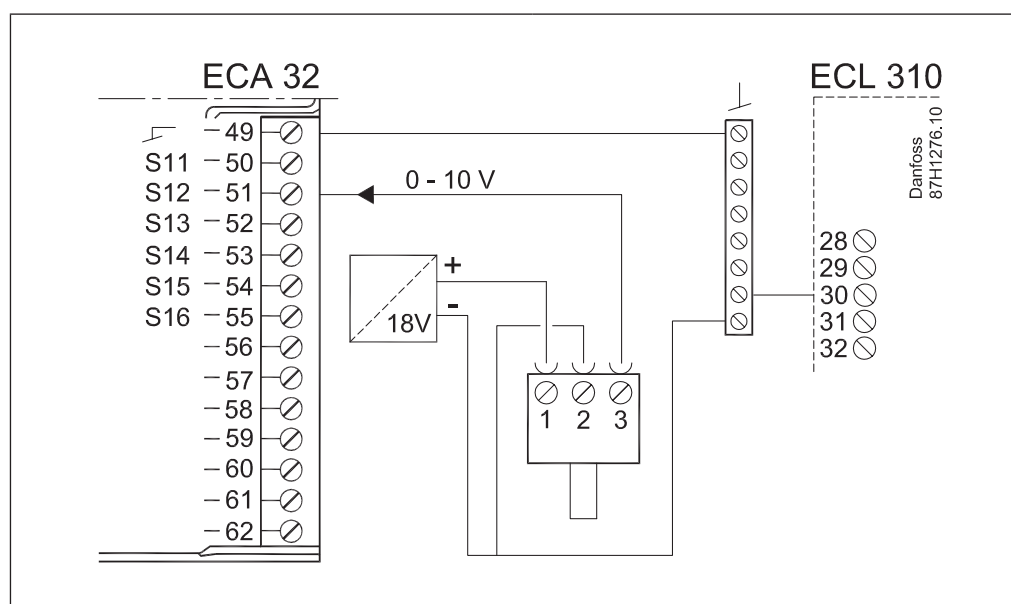 ECA 32
ECL 310
49
S11 50
S12 51
S13 52
S14 53
S15 54
S16 55
56
57
58
59
60
61
62
0 - 10 V
+
-
18V
1 2 3
Danfoss
87H1276.10
28
29
30
31
32